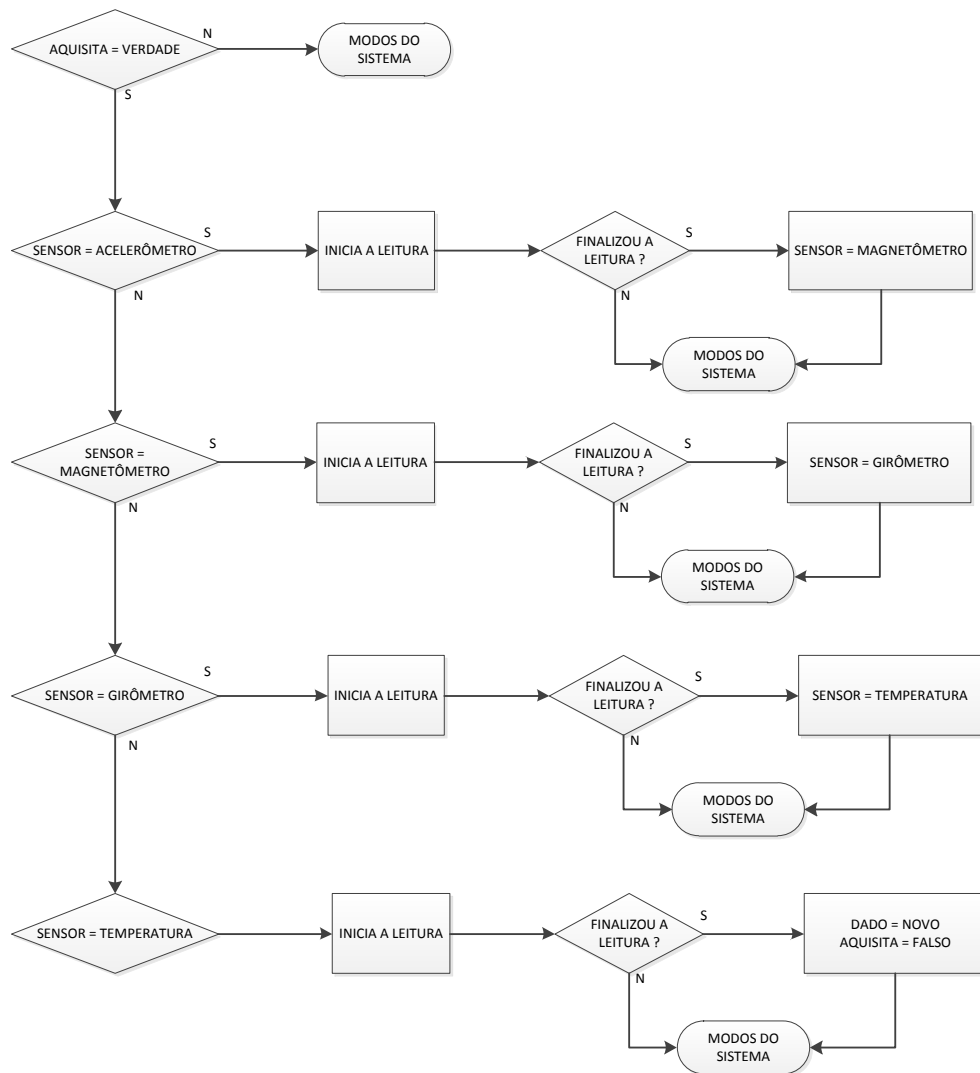 AQUISITA = VERDADE
N
MODOS DO
SISTEMA
S
SENSOR = ACELERÔMETRO
S
INICIA A LEITURA
FINALIZOU A
LEITURA ?
S
SENSOR = MAGNETÔMETRO
N
N
MODOS DO
SISTEMA
SENSOR =
MAGNETÔMETRO
S
INICIA A LEITURA
FINALIZOU A
LEITURA ?
S
SENSOR = GIRÔMETRO
N
N
MODOS DO
SISTEMA
SENSOR = GIRÔMETRO
S
INICIA A LEITURA
FINALIZOU A
LEITURA ?
S
SENSOR = TEMPERATURA
N
N
MODOS DO
SISTEMA
SENSOR = TEMPERATURA
INICIA A LEITURA
FINALIZOU A
LEITURA ?
S
DADO = NOVO
AQUISITA = FALSO
N
MODOS DO
SISTEMA